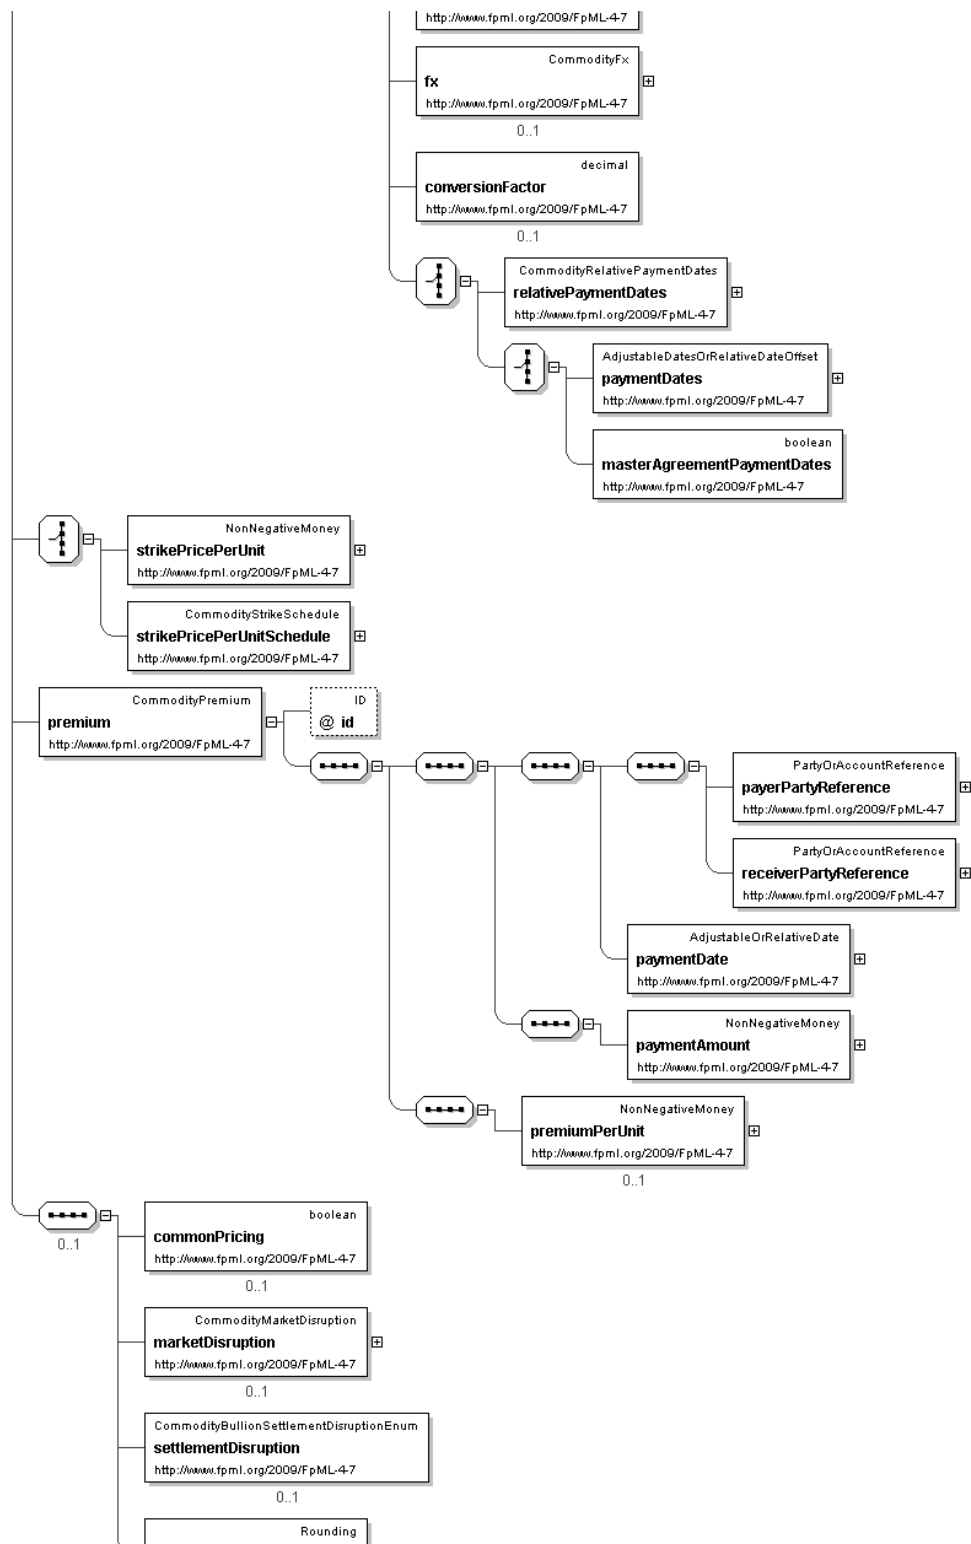 http://www.fpml.org/2009/FpML-4-7
CommodityFx
fx
http://www.fpml.org/2009/FpML-4-7
0..1
decimal
conversionFactor
http://www.fpml.org/2009/FpML-4-7
0..1
CommodityRelativePaymentDates
relativePaymentDates
http://www.fpml.org/2009/FpML-4-7
AdjustableDatesOrRelativeDateOffset
paymentDates
http://www.fpml.org/2009/FpML-4-7
boolean
masterAgreementPaymentDates
http://www.fpml.org/2009/FpML-4-7
NonNegativeMoney
strikePricePerUnit
http://www.fpml.org/2009/FpML-4-7
CommodityStrikeSchedule
strikePricePerUnitSchedule
http://www.fpml.org/2009/FpML-4-7
CommodityPremium
premium
http://www.fpml.org/2009/FpML-4-7
ID
@ id
PartyOrAccountReference
payerPartyReference
http://www.fpml.org/2009/FpML-4-7
PartyOrAccountReference
receiverPartyReference
http://www.fpml.org/2009/FpML-4-7
AdjustableOrRelativeDate
paymentDate
http://www.fpml.org/2009/FpML-4-7
NonNegativeMoney
paymentAmount
http://www.fpml.org/2009/FpML-4-7
NonNegativeMoney
premiumPerUnit
http://www.fpml.org/2009/FpML-4-7
0..1
0..1
boolean
commonPricing
http://www.fpml.org/2009/FpML-4-7
0..1
CommodityMarketDisruption
marketDisruption
http://www.fpml.org/2009/FpML-4-7
0..1
CommodityBullionSettlementDisruptionEnum
settlementDisruption
http://www.fpml.org/2009/FpML-4-7
0..1
Rounding